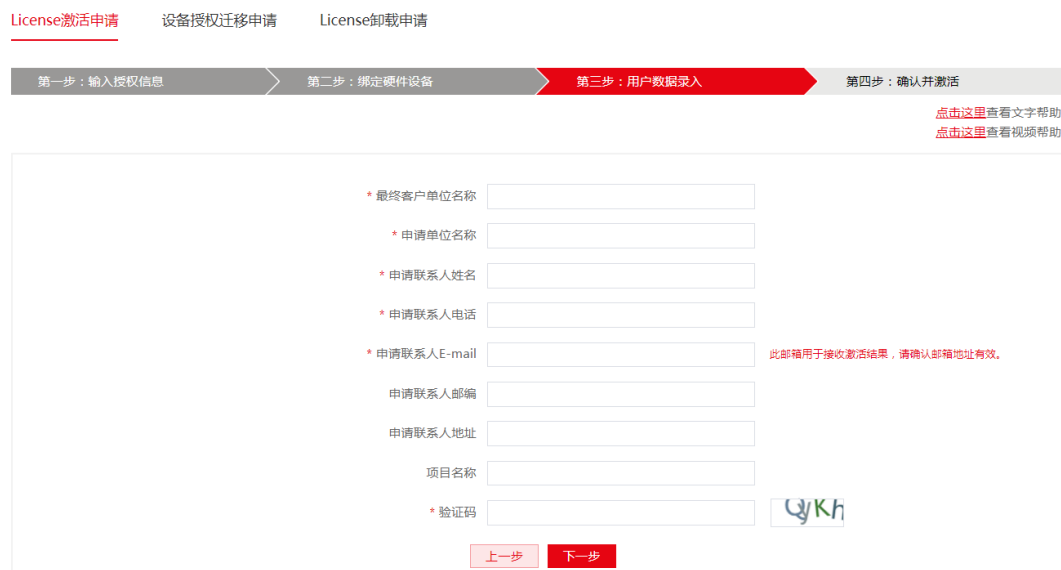 License激活申请 设备授权迁移申请 License卸载申请
第一步：输入授权信息 第二步：绑定硬件设备 第三步：用户数据录入 第四步：确认并激活
点击这里查看文字帮助
点击这里查看视频帮助
* 最终客户单位名称
* 申请单位名称
* 申请联系人姓名
* 申请联系人电话
* 申请联系人E-mail 此邮箱用于接收激活结果，请确认邮箱地址有效。
申请联系人邮编
申请联系人地址
项目名称
* 验证码 QyKh
上一步 下一步